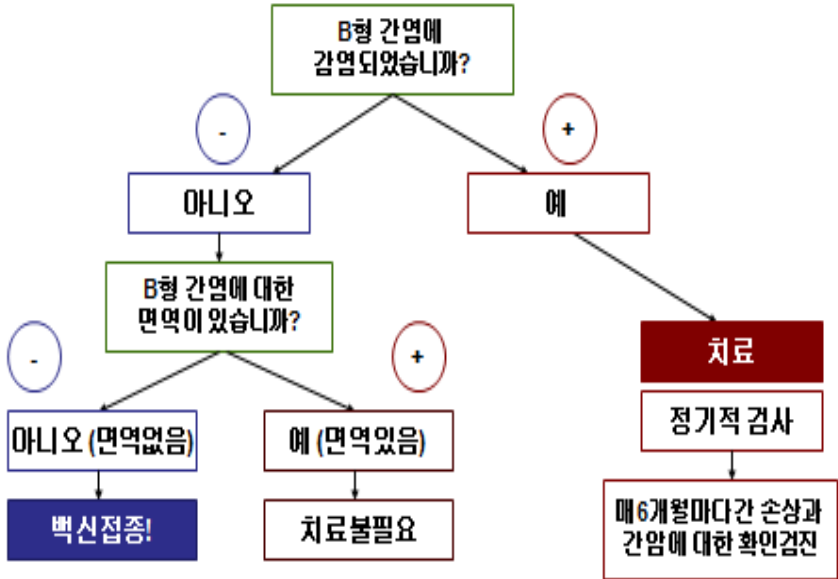 B형 간염에
감염되었습니까?
-
+
아니오
예
B형 간염에 대한
면역이 있습니까?
-
+
치료
아니오 (면역없음)
예 (면역있음)
정기적 검사
백신접종!
치료불필요
매6개월마다간 손상과
간암에 대한 확인검진